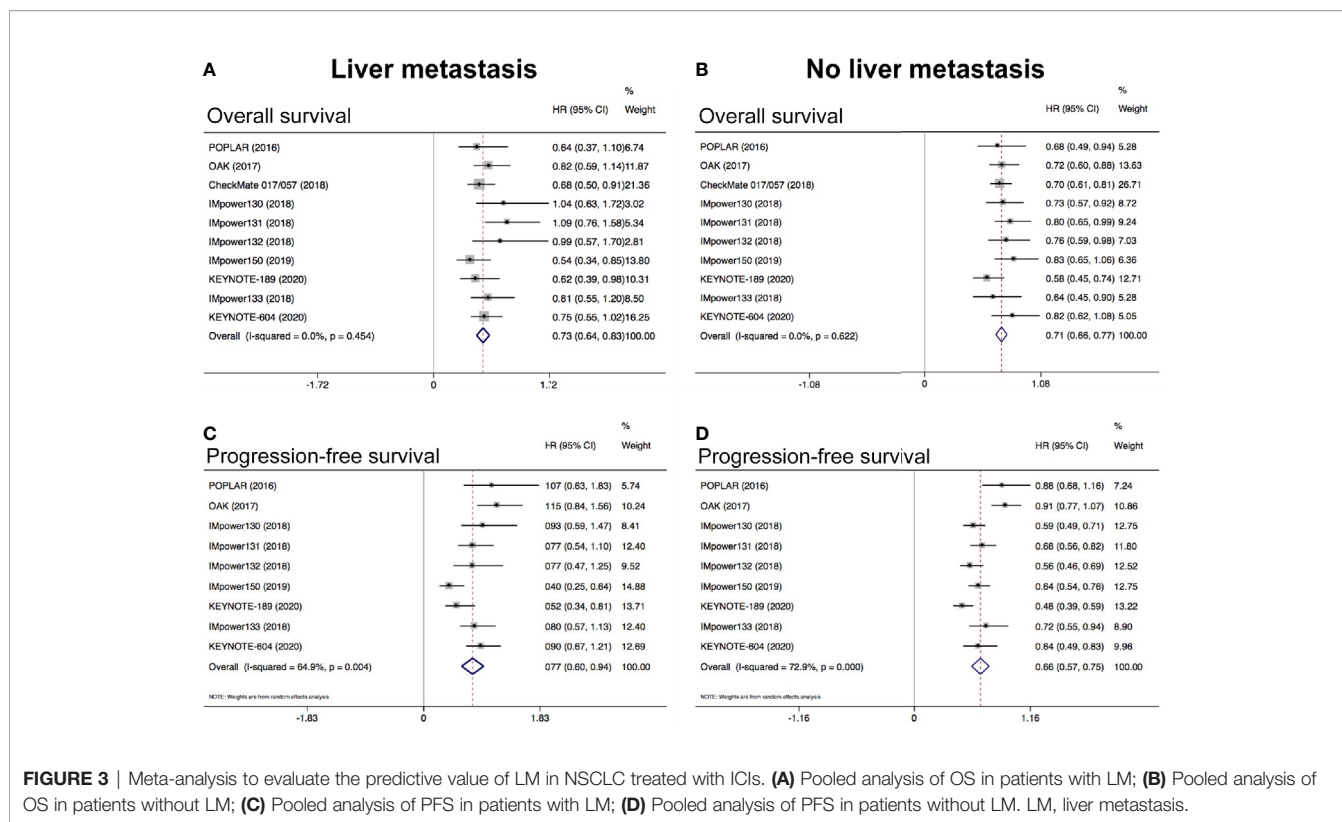 A Liver metastasis
%
HR (95% CI) Weight
Overall survival
POPLAR (2016) 0.64 (0.37, 1.10) 6.74
OAK (2017) 0.82 (0.59, 1.14) 11.87
CheckMate 017/057 (2018) 0.68 (0.50, 0.91) 21.36
IMpower130 (2018) 1.04 (0.63, 1.72) 3.02
IMpower131 (2018) 1.09 (0.76, 1.58) 5.34
IMpower132 (2018) 0.99 (0.57, 1.70) 2.81
IMpower150 (2019) 0.54 (0.34, 0.85) 13.80
KEYNOTE-189 (2020) 0.62 (0.39, 0.98) 10.31
IMpower133 (2018) 0.81 (0.55, 1.20) 8.50
KEYNOTE-604 (2020) 0.75 (0.55, 1.02) 16.25
Overall (I-squared = 0.0%, p = 0.454) 0.73 (0.64, 0.83) 100.00
-1.72 0 1.72
B No liver metastasis
%
HR (95% CI) Weight
Overall survival
POPLAR (2016) 0.68 (0.49, 0.94) 5.28
OAK (2017) 0.72 (0.60, 0.88) 13.63
CheckMate 017/057 (2018) 0.70 (0.61, 0.81) 26.71
IMpower130 (2018) 0.73 (0.57, 0.92) 8.72
IMpower131 (2018) 0.80 (0.65, 0.99) 9.24
IMpower132 (2018) 0.76 (0.59, 0.98) 7.03
IMpower150 (2019) 0.83 (0.65, 1.06) 6.36
KEYNOTE-189 (2020) 0.58 (0.45, 0.74) 12.71
IMpower133 (2018) 0.64 (0.45, 0.90) 5.28
KEYNOTE-604 (2020) 0.82 (0.62, 1.08) 5.05
Overall (I-squared = 0.0%, p = 0.622) 0.71 (0.66, 0.77) 100.00
-1.08 0 1.08
C
%
HR (95% CI) Weight
Progression-free survival
POPLAR (2016) 107 (0.63, 1.83) 5.74
OAK (2017) 115 (0.84, 1.56) 10.24
IMpower130 (2018) 093 (0.59, 1.47) 8.41
IMpower131 (2018) 077 (0.54, 1.10) 12.40
IMpower132 (2018) 077 (0.47, 1.25) 9.52
IMpower150 (2019) 040 (0.25, 0.64) 14.88
KEYNOTE-189 (2020) 052 (0.34, 0.81) 13.71
IMpower133 (2018) 080 (0.57, 1.13) 12.40
KEYNOTE-604 (2020) 090 (0.67, 1.21) 12.69
Overall (I-squared = 64.9%, p = 0.004) 077 (0.60, 0.94) 100.00
NOTE: Weights are from random effects analysis
-1.83 0 1.83
D
%
HR (95% CI) Weight
Progression-free survival
POPLAR (2016) 0.88 (0.68, 1.16) 7.24
OAK (2017) 0.91 (0.77, 1.07) 10.86
IMpower130 (2018) 0.59 (0.49, 0.71) 12.75
IMpower131 (2018) 0.68 (0.56, 0.82) 11.80
IMpower132 (2018) 0.56 (0.46, 0.69) 12.52
IMpower150 (2019) 0.64 (0.54, 0.76) 12.75
KEYNOTE-189 (2020) 0.48 (0.39, 0.59) 13.22
IMpower133 (2018) 0.72 (0.55, 0.94) 8.90
KEYNOTE-604 (2020) 0.64 (0.49, 0.83) 9.96
Overall (I-squared = 72.9%, p = 0.000) 0.66 (0.57, 0.75) 100.00
NOTE: Weights are from random effects analysis
-1.16 0 1.16
FIGURE 3 | Meta-analysis to evaluate the predictive value of LM in NSCLC treated with ICIs. (A) Pooled analysis of OS in patients with LM; (B) Pooled analysis of
OS in patients without LM; (C) Pooled analysis of PFS in patients with LM; (D) Pooled analysis of PFS in patients without LM. LM, liver metastasis.